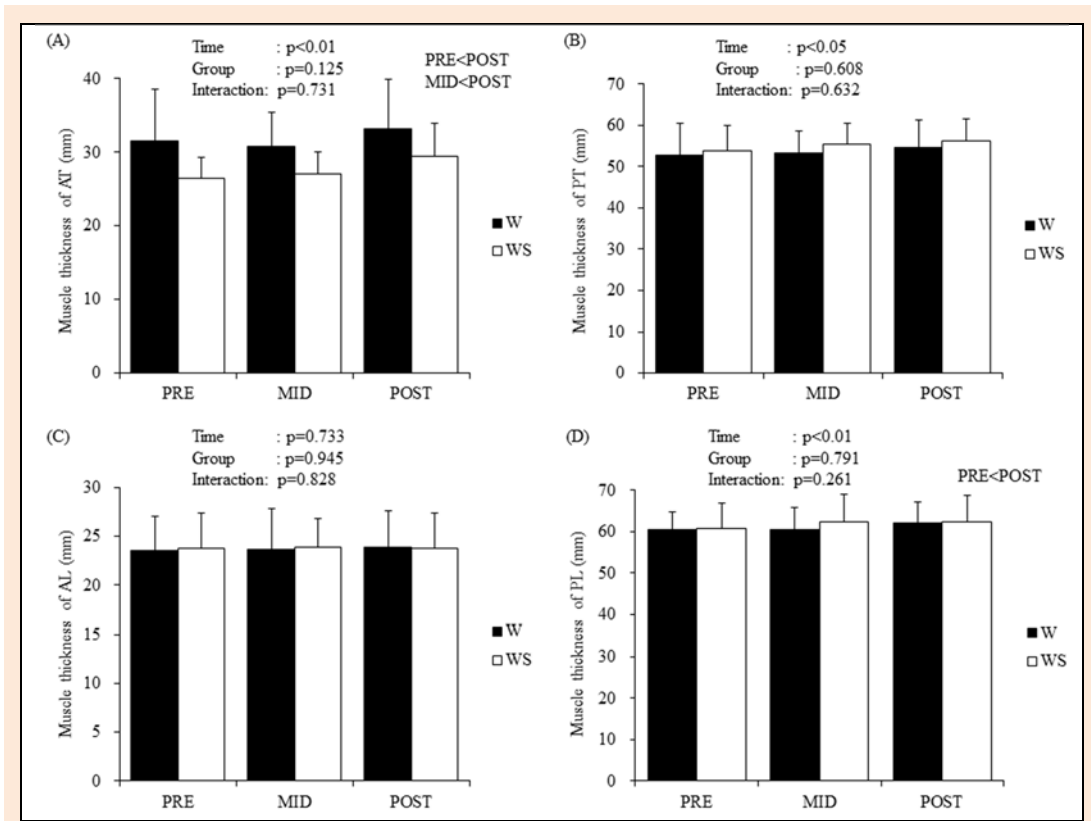 (A)
Time : p<0.01
Group : p=0.125
Interaction: p=0.731
PRE<POST
MID<POST
Muscle thickness of AT (mm)
40
30
20
10
0
PRE MID POST
W
WS
(B)
Time : p<0.05
Group : p=0.608
Interaction: p=0.632
Muscle thickness of PT (mm)
70
60
50
40
30
20
10
0
PRE MID POST
W
WS
(C)
Time : p=0.733
Group : p=0.945
Interaction: p=0.828
Muscle thickness of AL (mm)
30
25
20
15
10
5
0
PRE MID POST
W
WS
(D)
Time : p<0.01
Group : p=0.791
Interaction: p=0.261
PRE<POST
Muscle thickness of PL (mm)
70
60
50
40
30
20
10
0
PRE MID POST
W
WS